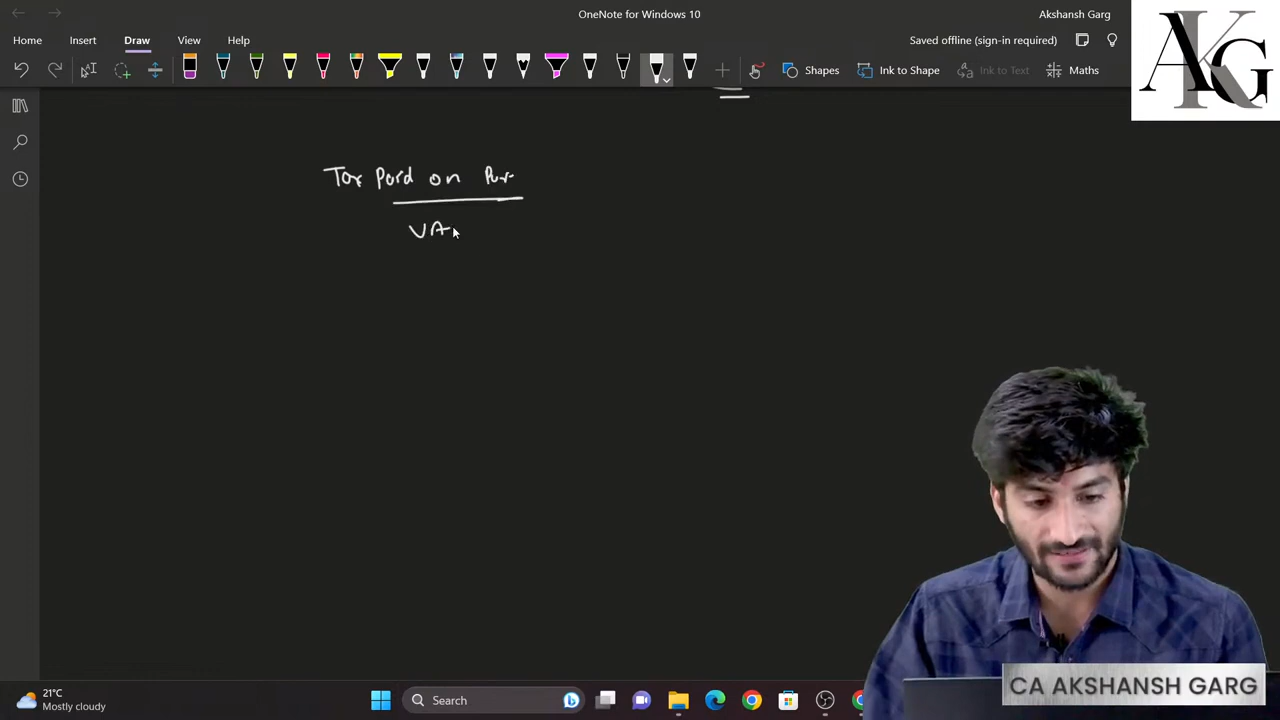 OneNote for Windows 10
Akshansh Garg
Home Insert Draw View Help
Saved offline (sign-in required)
Shapes
Ink to Shape
Ink to Text
Maths
AKG
Tax Paid on Pur
VA
CA AKSHANSH GARG
21°C
Mostly cloudy
Search